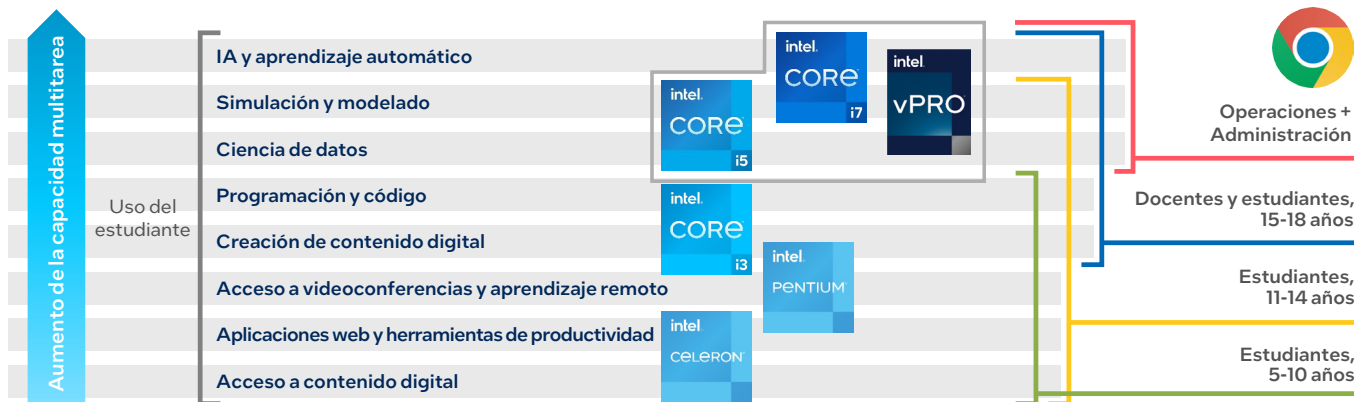 Aumento de la capacidad multitarea
Uso del
estudiante
IA y aprendizaje automático
Simulación y modelado
Ciencia de datos
Programación y código
Creación de contenido digital
Acceso a videoconferencias y aprendizaje remoto
Aplicaciones web y herramientas de productividad
Acceso a contenido digital
intel.
CORE
i7
intel.
vPRO
intel.
CORE
i5
intel.
CORE
i3
intel.
PENTIUM
intel.
CELERON
Operaciones +
Administración
Docentes y estudiantes,
15-18 años
Estudiantes,
11-14 años
Estudiantes,
5-10 años